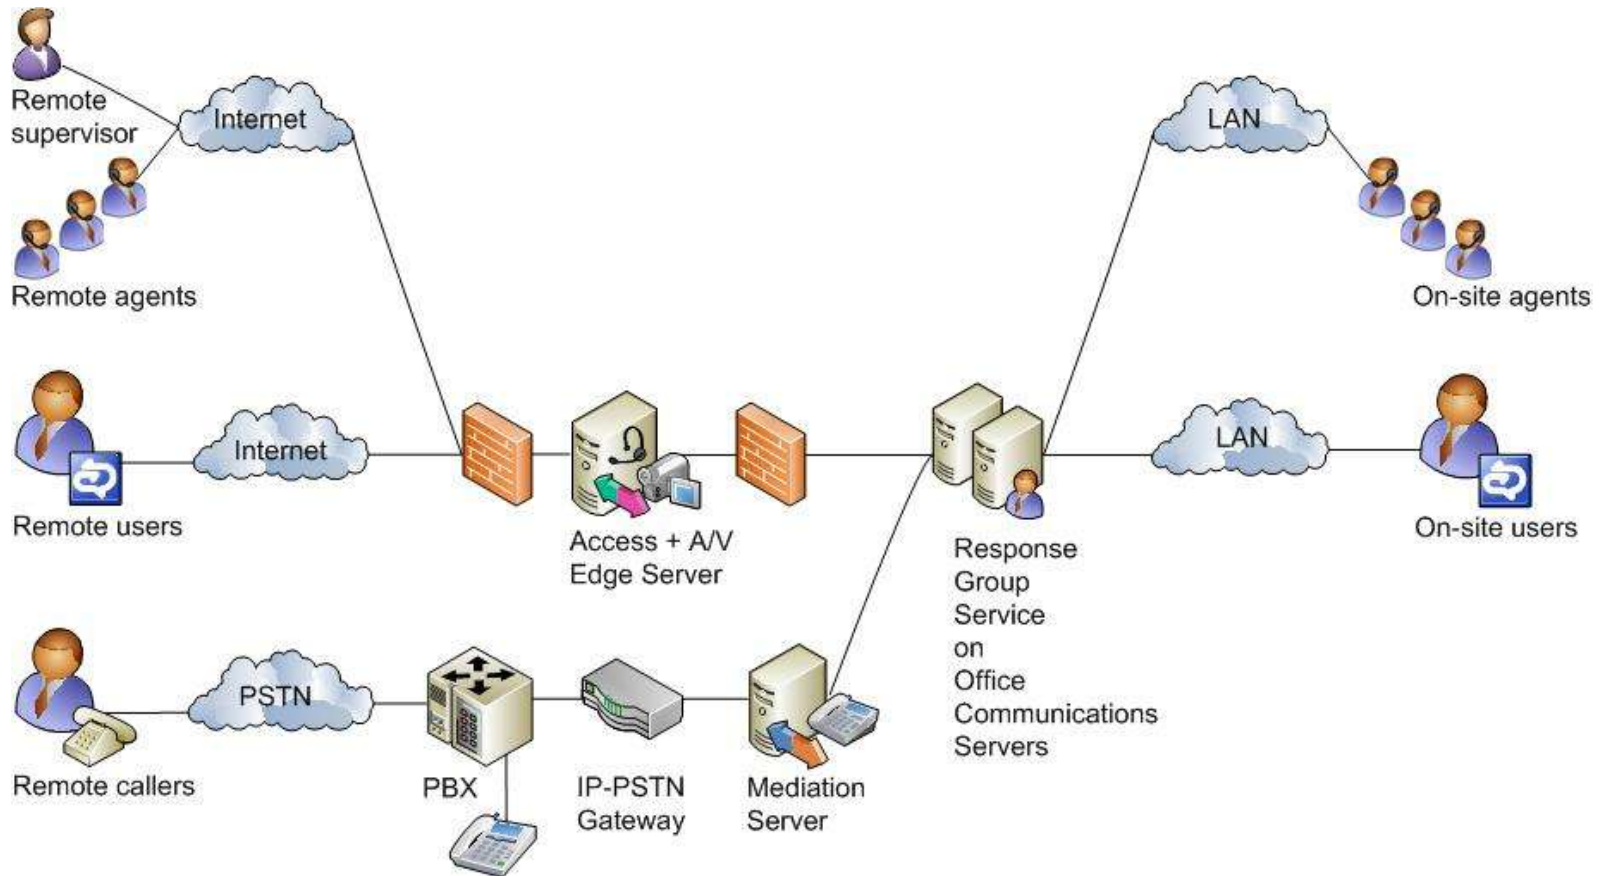 Remote
supervisor
Internet
LAN
Remote agents
On-site agents
Internet
LAN
Remote users
On-site users
Access + A/V
Edge Server
Response
Group
Service
on
Office
Communications
Servers
PSTN
Remote callers
PBX
IP-PSTN
Gateway
Mediation
Server